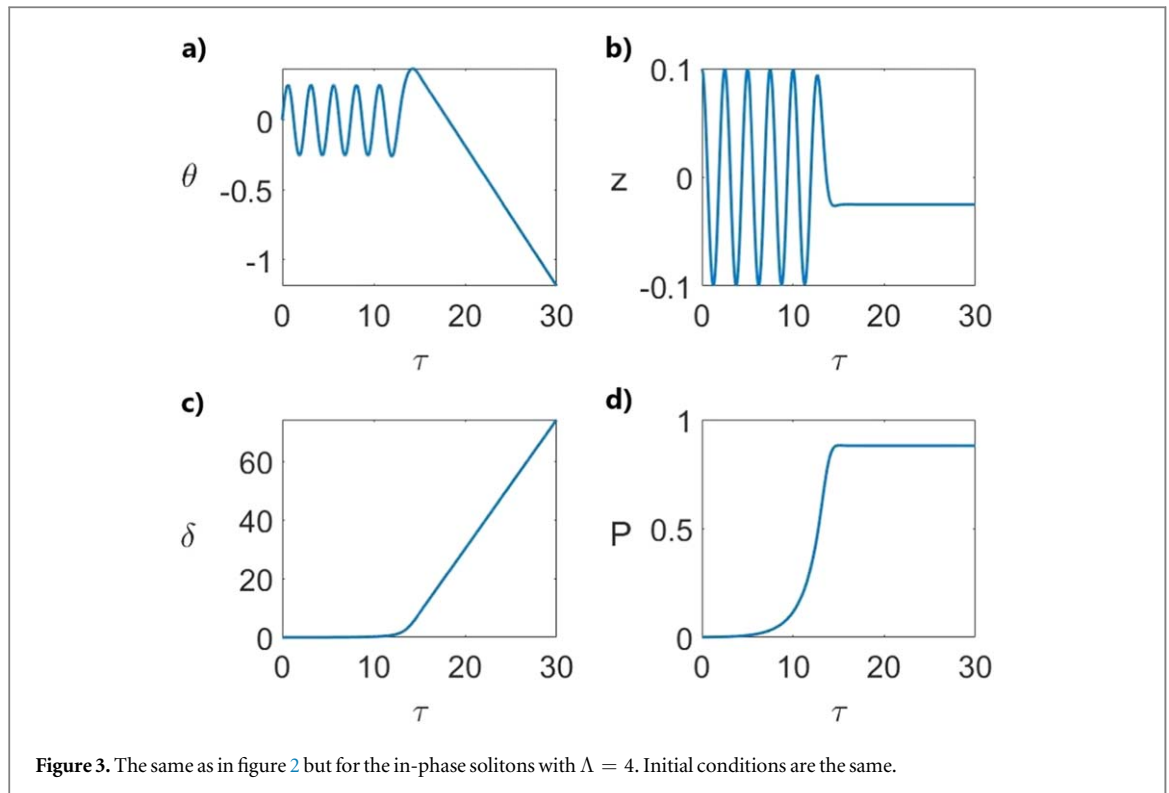 a)
0
-0.5
-1
θ
0 10 20 30
τ
b)
0.1
0
-0.1
z
0 10 20 30
τ
c)
60
40
20
0
δ
0 10 20 30
τ
d)
1
0.5
0
P
0 10 20 30
τ
Figure 3. The same as in figure 2 but for the in-phase solitons with Λ = 4. Initial conditions are the same.